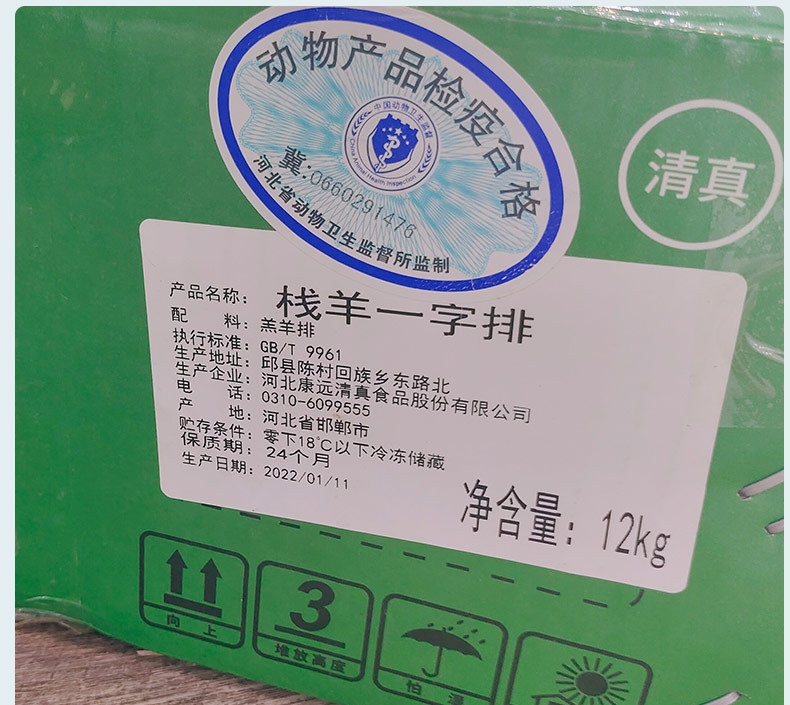 动物产品检疫合格
中国动物卫生监督
China Animal Health Inspection
冀:0660291476
河北省动物卫生监督所监制
清真
产品名称: 栈羊一字排
配 料: 羔羊排
执行标准: GB/T 9961
生产地址: 邱县陈村回族乡东路北
生产企业: 河北康远清真食品股份有限公司
电 话: 0310-6099555
产 地: 河北省邯郸市
贮存条件: 零下18℃以下冷冻储藏
保质期: 24个月
生产日期: 2022/01/11
净含量: 12kg
向上
3
堆放高度
怕湿